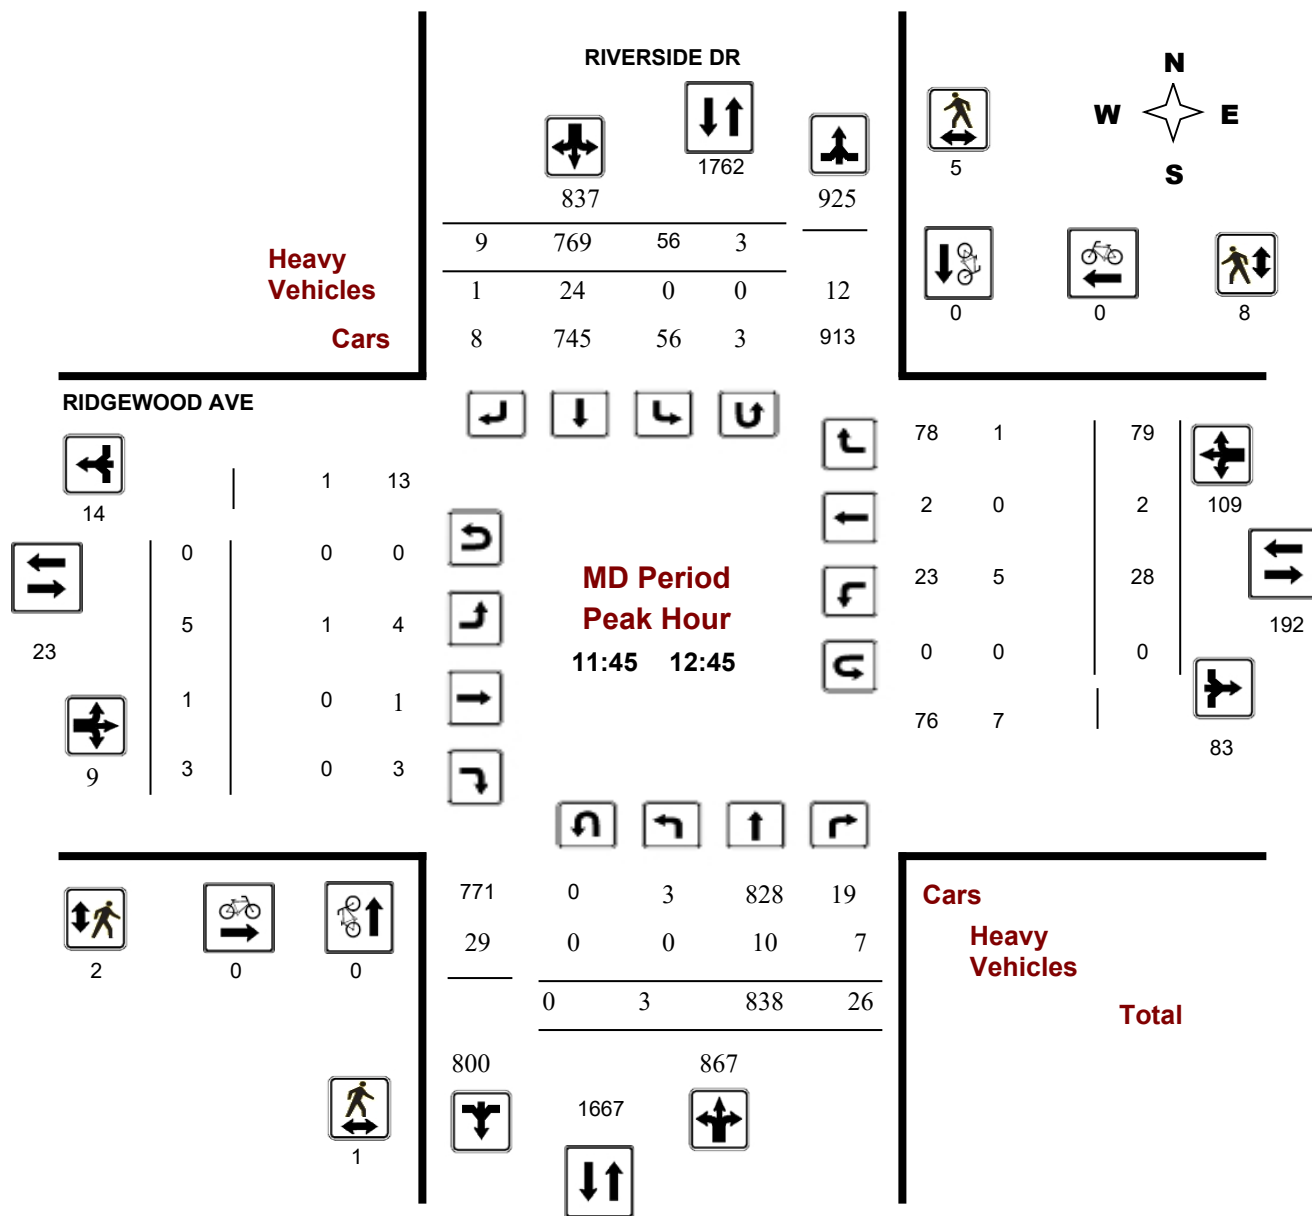 RIVERSIDE DR
N
W E
S
1762
5
837 925
9 769 56 3
Heavy
Vehicles
1 24 0 0 12
0 0 8
Cars 8 745 56 3 913
RIDGEWOOD AVE
78 1 79
1 13
14
2 0 2 109
0 0 0
MD Period
23 5 28
Peak Hour
5 1 4
192
23
11:45 12:45
0 0 0
1 0 1
76 7
83
9 3 0 3
771 0 3 828 19 Cars
29 0 0 10 7 Heavy
Vehicles
2 0 0
0 3 838 26 Total
800 867
1667
1